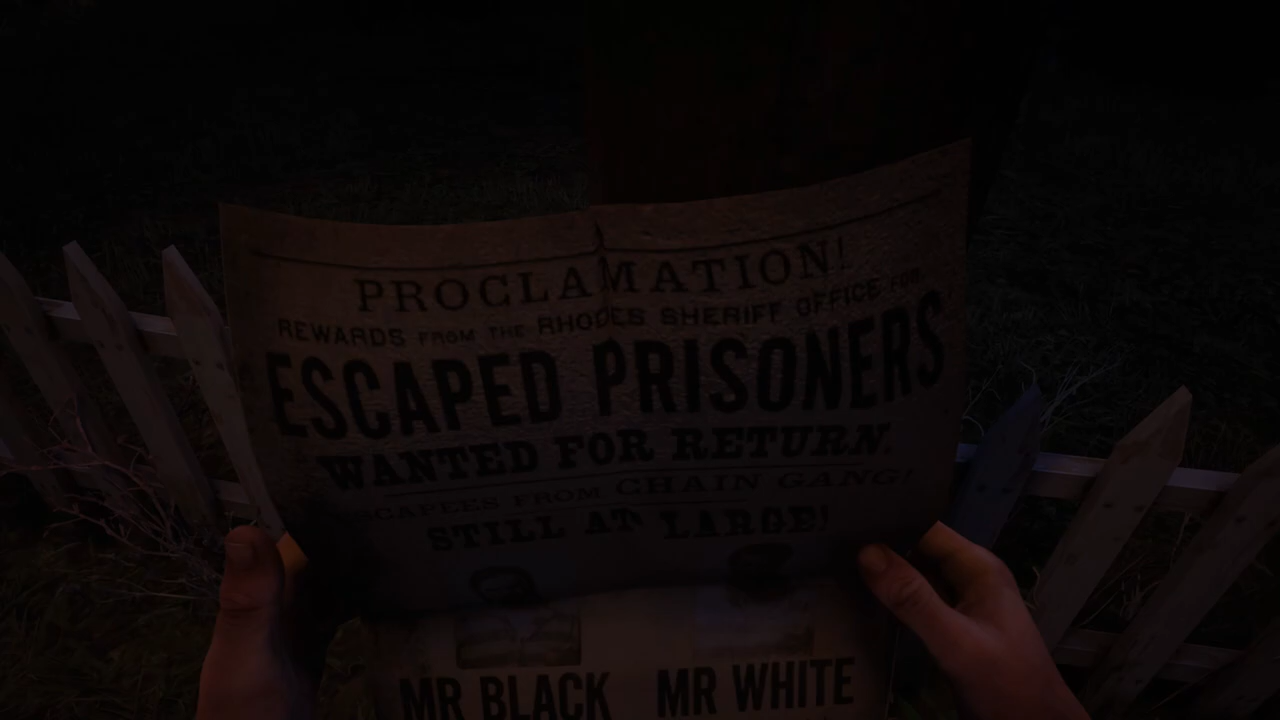 PROCLAMATION!
REWARDS FROM THE RHODES SHERIFF OFFICE FOR
ESCAPED PRISONERS
WANTED FOR RETURN.
ESCAPEES FROM CHAIN GANG!
STILL AT LARGE!
MR BLACK MR WHITE